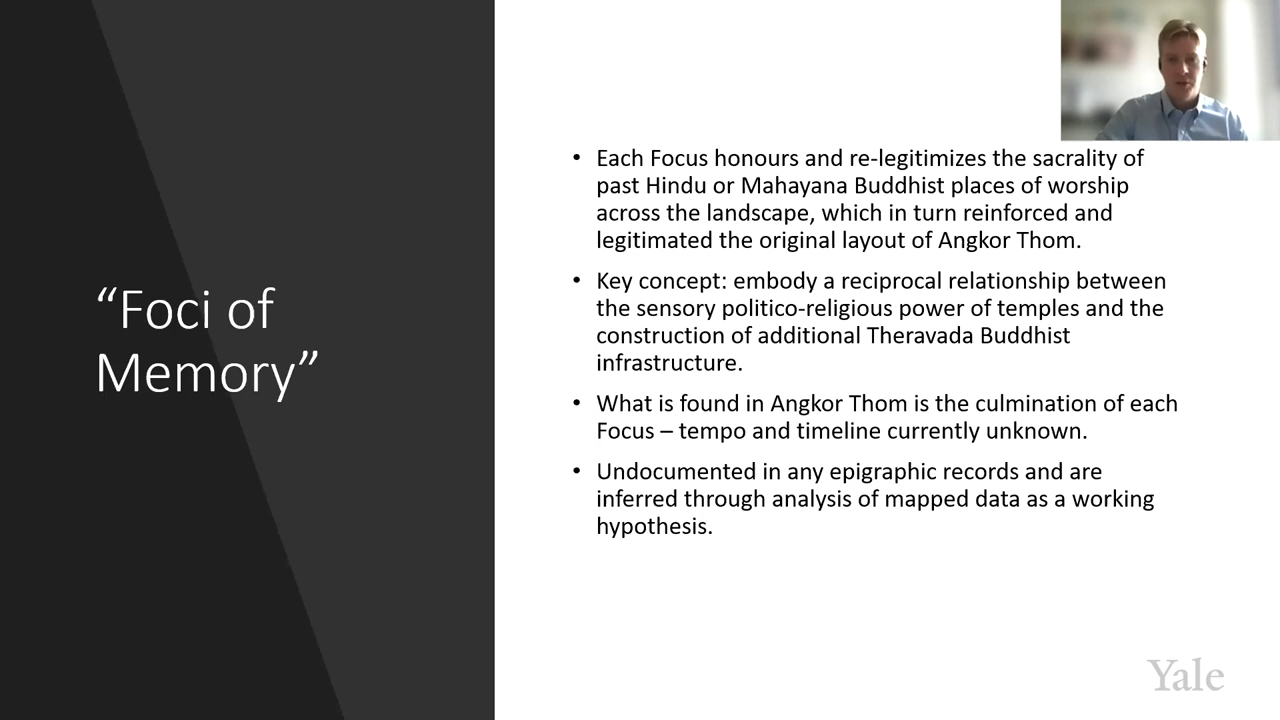 “Foci of
Memory”
• Each Focus honours and re-legitimizes the sacrality of
past Hindu or Mahayana Buddhist places of worship
across the landscape, which in turn reinforced and
legitimated the original layout of Angkor Thom.
• Key concept: embody a reciprocal relationship between
the sensory politico-religious power of temples and the
construction of additional Theravada Buddhist
infrastructure.
• What is found in Angkor Thom is the culmination of each
Focus – tempo and timeline currently unknown.
• Undocumented in any epigraphic records and are
inferred through analysis of mapped data as a working
hypothesis.
Yale